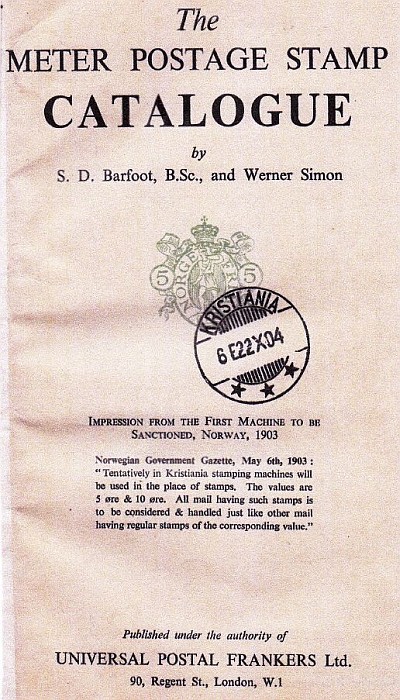 The
METER POSTAGE STAMP
CATALOGUE
by
S. D. Barfoot, B.Sc., and Werner Simon
5 5
KRISTIANIA
6 E 22 X 04
IMPRESSION FROM THE FIRST MACHINE TO BE
SANCTIONED, NORWAY, 1903
Norwegian Government Gazette, May 6th, 1903 :
“ Tentatively in Kristiania stamping machines will
be used in the place of stamps. The values are
5 øre & 10 øre. All mail having such stamps is
to be considered & handled just like other mail
having regular stamps of the corresponding value.”
Published under the authority of
UNIVERSAL POSTAL FRANKERS Ltd.
90, Regent St., London, W.1